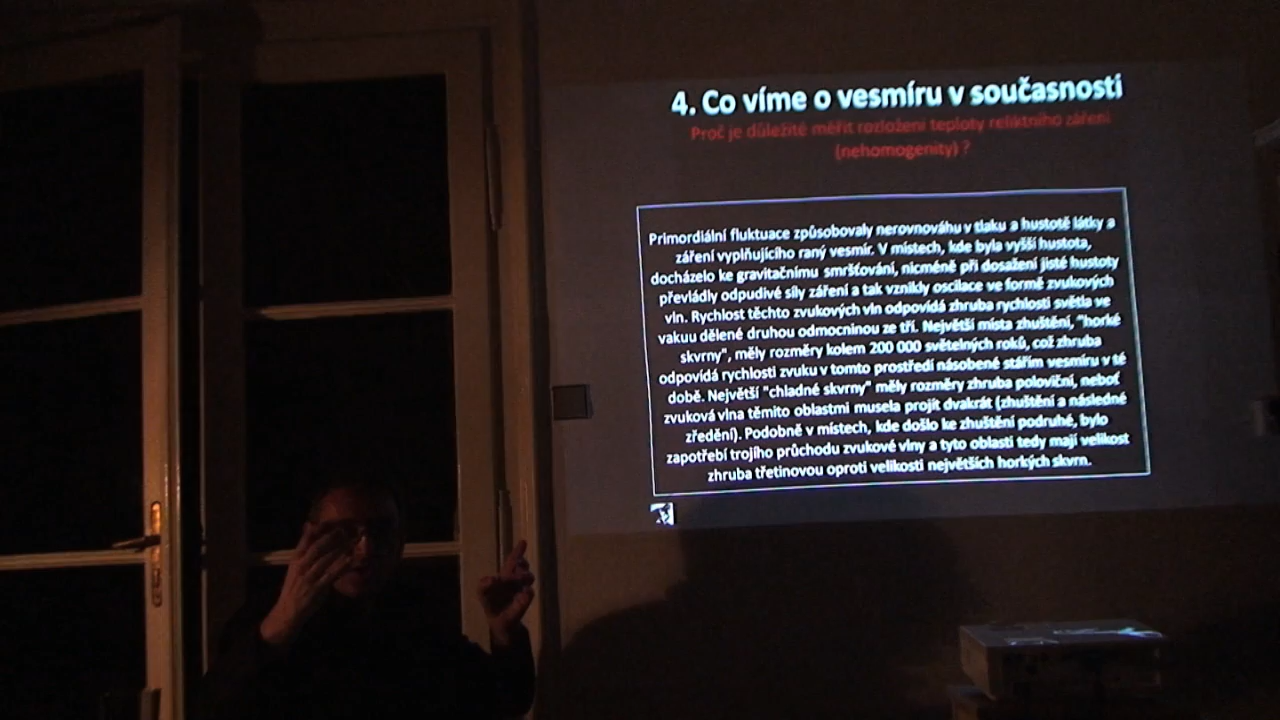 4. Co víme o vesmíru v současnosti
Proč je důležité měřit rozložení teploty reliktního záření
(nehomogenity) ?
Primordiální fluktuace způsobovaly nerovnováhu v tlaku a hustotě látky a
záření vyplňujícího raný vesmír. V místech, kde byla vyšší hustota,
docházelo ke gravitačnímu smršťování, nicméně při dosažení jisté hustoty
převládly odpudivé síly záření a tak vznikly oscilace ve formě zvukových
vln. Rychlost těchto zvukových vln odpovídá zhruba rychlosti světla ve
vakuu dělené druhou odmocninou ze tří. Největší místa zhuštění, "horké
skvrny", měly rozměry kolem 200 000 světelných roků, což zhruba
odpovídá rychlosti zvuku v tomto prostředí násobené stářím vesmíru v té
době. Největší "chladné skvrny" měly rozměry zhruba poloviční, neboť
zvuková vlna těmito oblastmi musela projít dvakrát (zhuštění a následné
zředění). Podobně v místech, kde došlo ke zhuštění podruhé, bylo
zapotřebí trojího průchodu zvukové vlny a tyto oblasti tedy mají velikost
zhruba třetinovou oproti velikosti největších horkých skvrn.